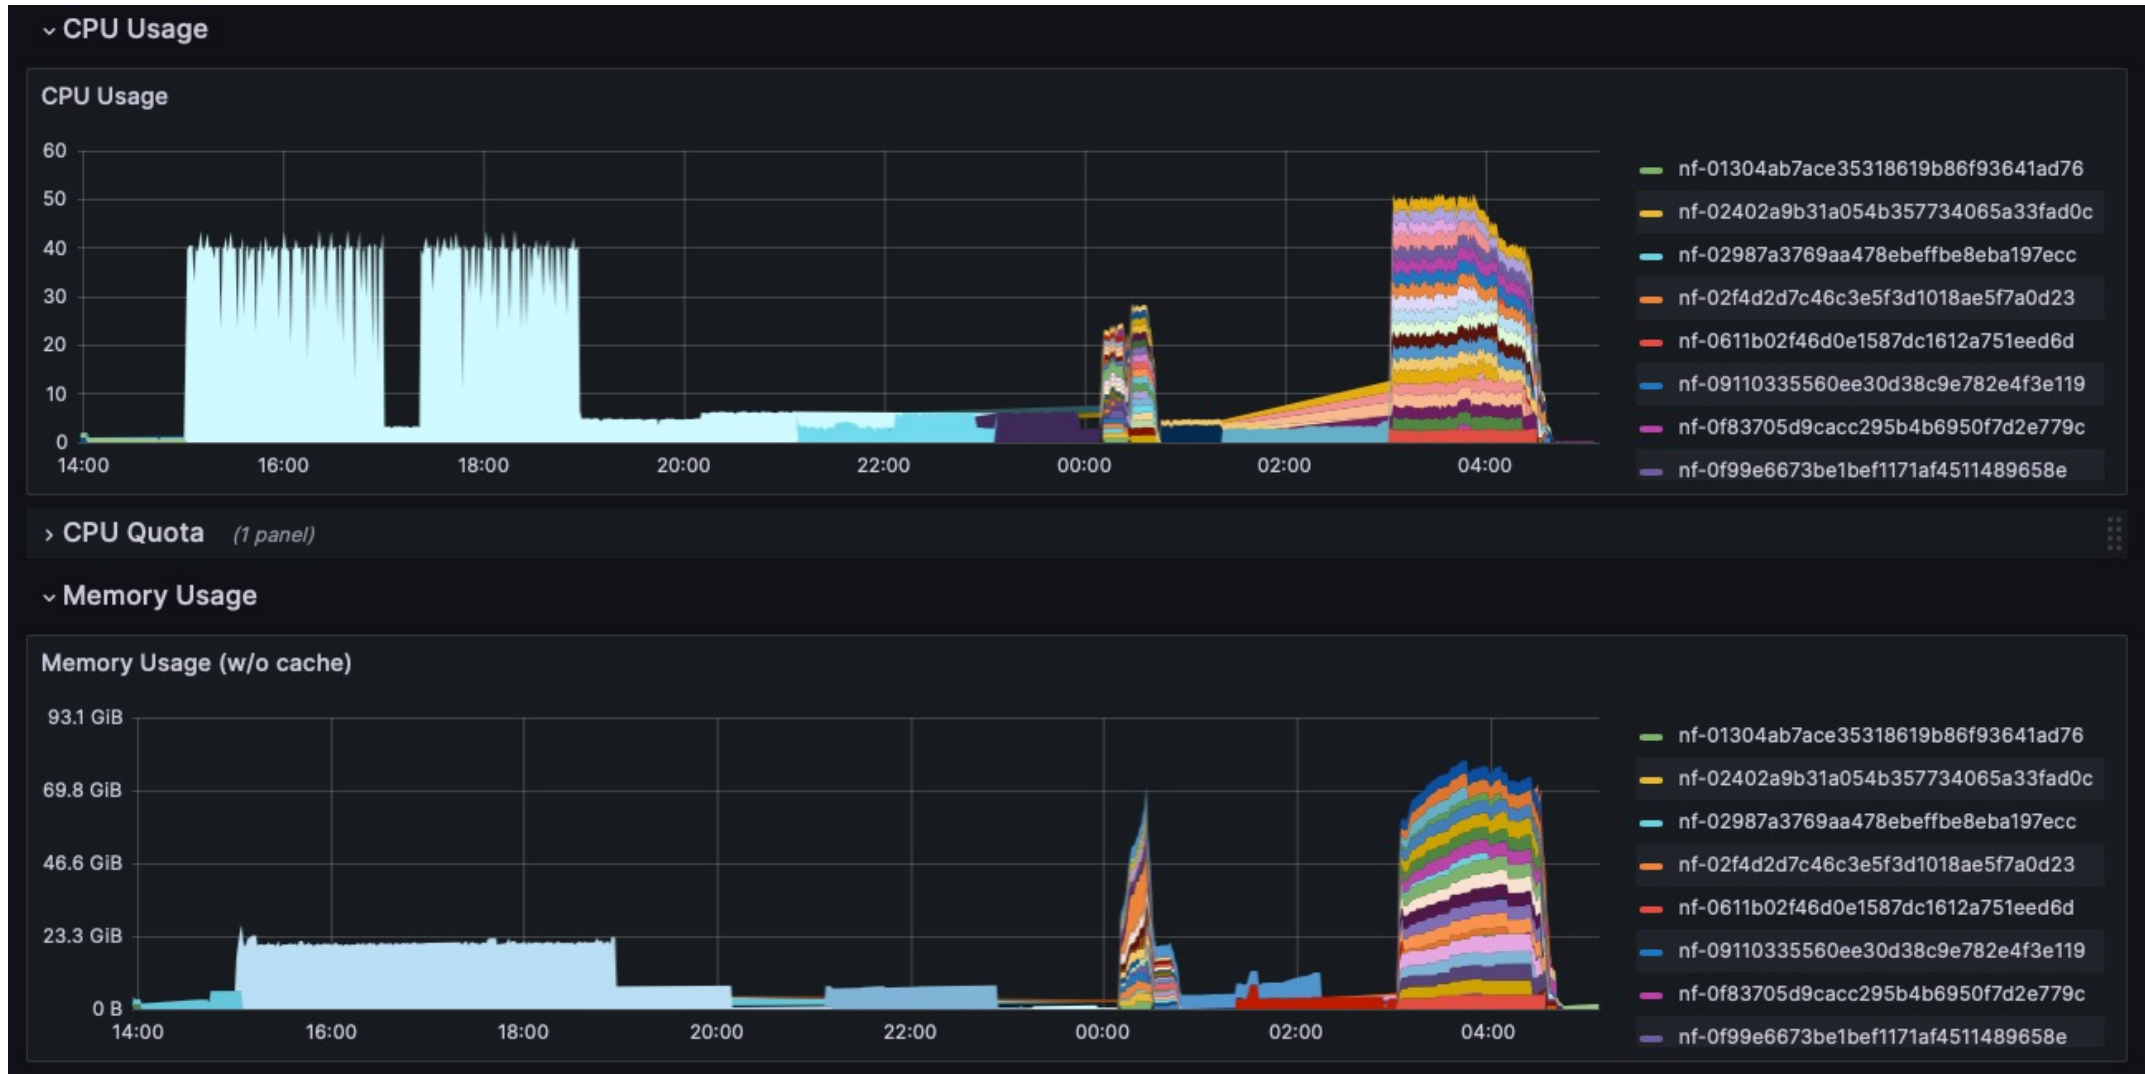 CPU Usage
CPU Usage
60
50
40
30
20
10
0
14:00 16:00 18:00 20:00 22:00 00:00 02:00 04:00
nf-01304ab7ace35318619b86f93641ad76
nf-02402a9b31a054b357734065a33fad0c
nf-02987a3769aa478ebeffbe8eba197ecc
nf-02f4d2d7c46c3e5f3d1018ae5f7a0d23
nf-0611b02f46d0e1587dc1612a751eed6d
nf-09110335560ee30d38c9e782e4f3e119
nf-0f83705d9cacc295b4b6950f7d2e779c
nf-0f99e6673be1bef1171af4511489658e
CPU Quota (1 panel)
Memory Usage
Memory Usage (w/o cache)
93.1 GiB
69.8 GiB
46.6 GiB
23.3 GiB
0 B
14:00 16:00 18:00 20:00 22:00 00:00 02:00 04:00
nf-01304ab7ace35318619b86f93641ad76
nf-02402a9b31a054b357734065a33fad0c
nf-02987a3769aa478ebeffbe8eba197ecc
nf-02f4d2d7c46c3e5f3d1018ae5f7a0d23
nf-0611b02f46d0e1587dc1612a751eed6d
nf-09110335560ee30d38c9e782e4f3e119
nf-0f83705d9cacc295b4b6950f7d2e779c
nf-0f99e6673be1bef1171af4511489658e